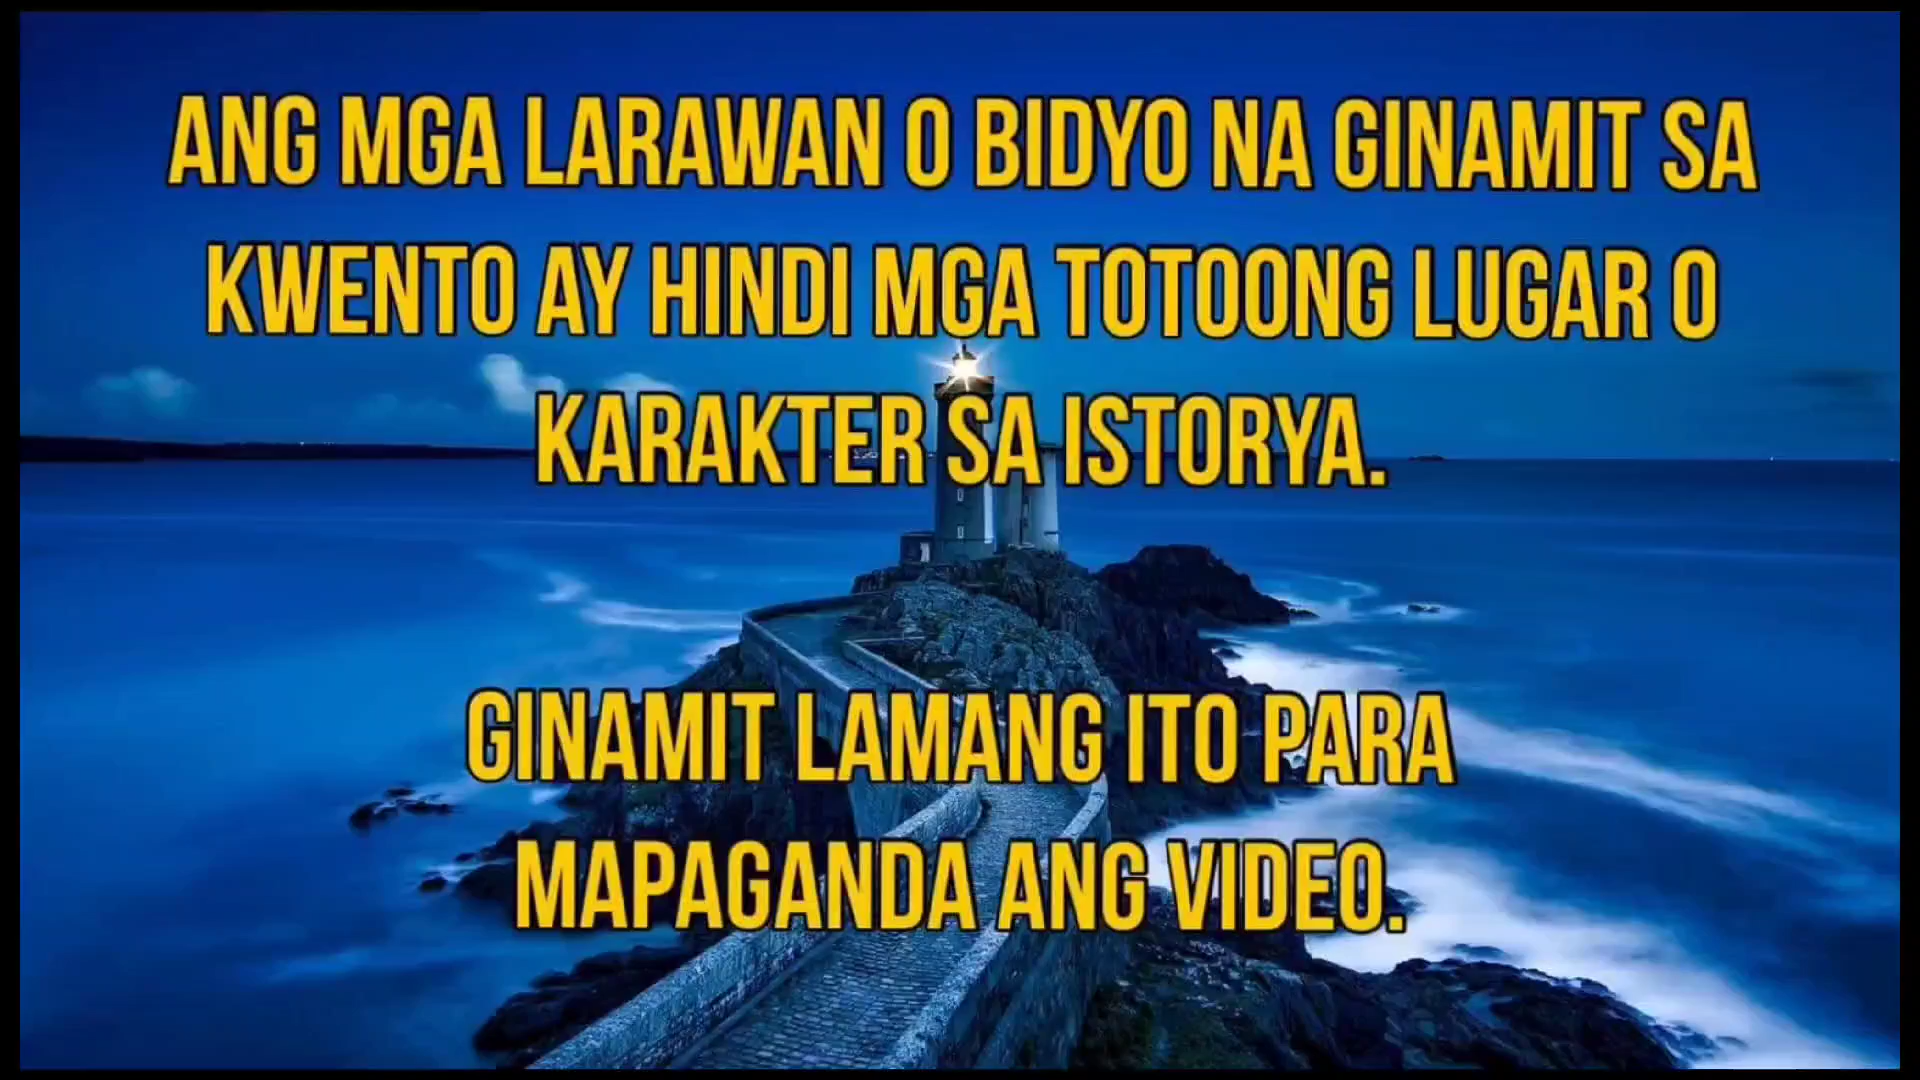 ANG MGA LARAWAN O BIDYO NA GINAMIT SA
KWENTO AY HINDI MGA TOTOONG LUGAR O
KARAKTER SA ISTORYA.
GINAMIT LAMANG ITO PARA
MAPAGANDA ANG VIDEO.